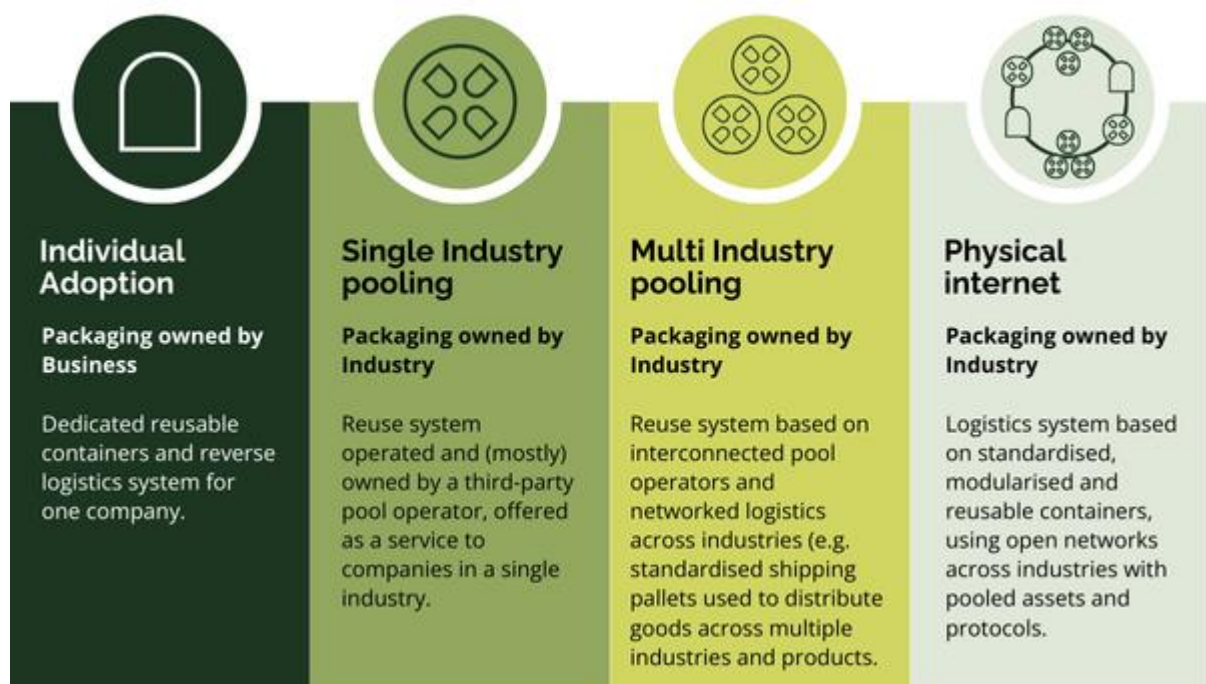 Individual
Adoption
Packaging owned by
Business
Dedicated reusable
containers and reverse
logistics system for
one company.
Single Industry
pooling
Packaging owned by
Industry
Reuse system
operated and (mostly)
owned by a third-party
pool operator, offered
as a service to
companies in a single
industry.
Multi Industry
pooling
Packaging owned by
Industry
Reuse system based on
interconnected pool
operators and
networked logistics
across industries (e.g.
standardised shipping
pallets used to distribute
goods across multiple
industries and products.
Physical
internet
Packaging owned by
Industry
Logistics system based
on standardised,
modularised and
reusable containers,
using open networks
across industries with
pooled assets and
protocols.